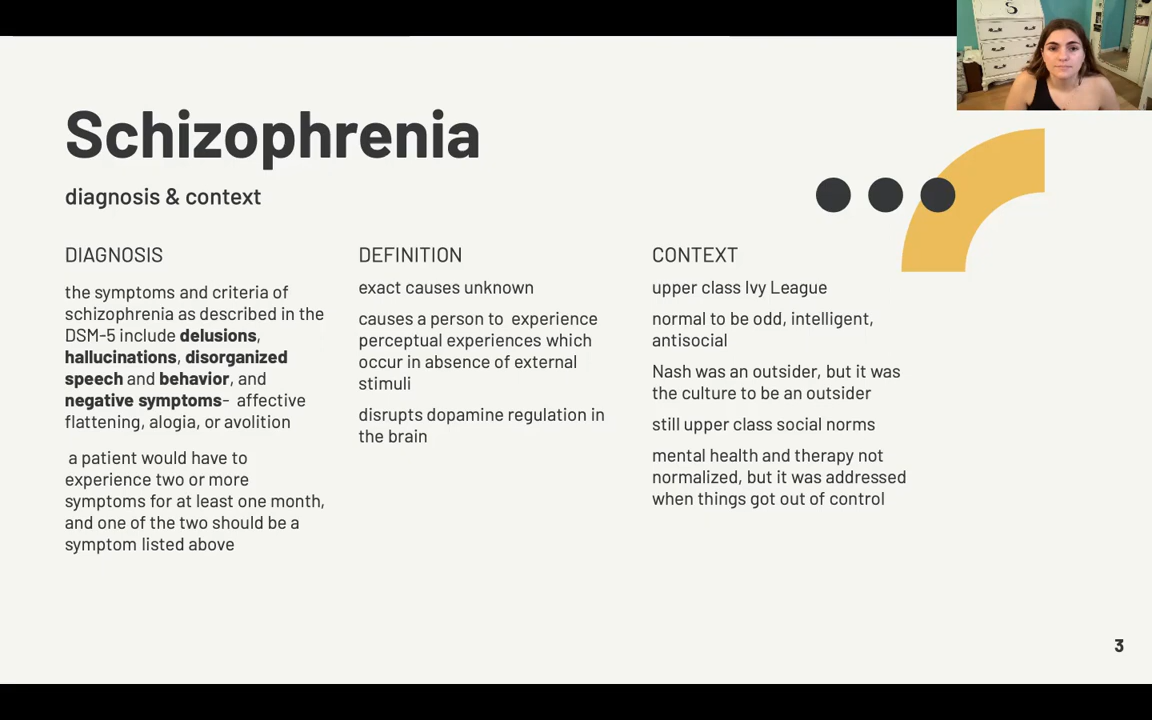 Schizophrenia
diagnosis & context
DIAGNOSIS
the symptoms and criteria of
schizophrenia as described in the
DSM-5 include delusions,
hallucinations, disorganized
speech and behavior, and
negative symptoms-  affective
flattening, alogia, or avolition
a patient would have to
experience two or more
symptoms for at least one month,
and one of the two should be a
symptom listed above
DEFINITION
exact causes unknown
causes a person to  experience
perceptual experiences which
occur in absence of external
stimuli
disrupts dopamine regulation in
the brain
CONTEXT
upper class Ivy League
normal to be odd, intelligent,
antisocial
Nash was an outsider, but it was
the culture to be an outsider
still upper class social norms
mental health and therapy not
normalized, but it was addressed
when things got out of control
S
3